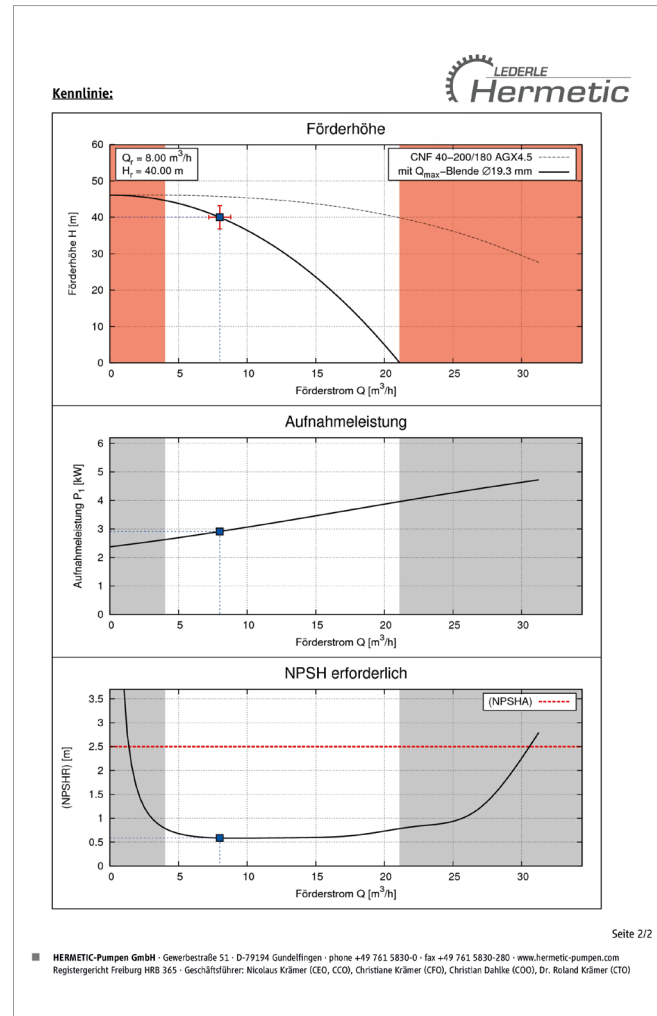 LEDERLE
Hermetic
Kennlinie:
Förderhöhe
Qr = 8.00 m³/h
Hr = 40.00 m
CNF 40-200/180 AGX4.5
mit Qmax-Blende Ø19.3 mm
60
50
40
30
20
10
0
Förderhöhe H [m]
0 5 10 15 20 25 30
Förderstrom Q [m³/h]
Aufnahmeleistung
6
5
4
3
2
1
0
Aufnahmeleistung P₁ [kW]
0 5 10 15 20 25 30
Förderstrom Q [m³/h]
NPSH erforderlich
(NPSHA)
3.5
3
2.5
2
1.5
1
0.5
0
(NPSHR) [m]
0 5 10 15 20 25 30
Förderstrom Q [m³/h]
Seite 2/2
HERMETIC-Pumpen GmbH · Gewerbestraße 51 · D-79194 Gundelfingen · phone +49 761 5830-0 · fax +49 761 5830-280 · www.hermetic-pumpen.com
Registergericht Freiburg HRB 365 · Geschäftsführer: Nicolaus Krämer (CEO, CCO), Christiane Krämer (CFO), Christian Dahlke (COO), Dr. Roland Krämer (CTO)